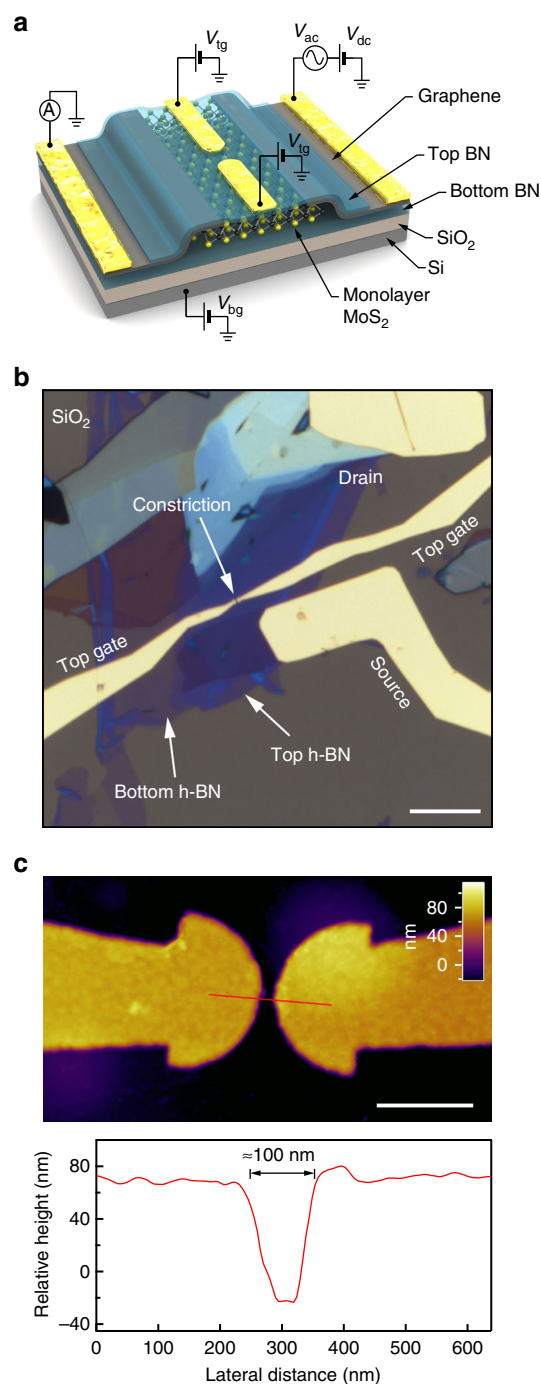 a
V_tg
V_ac
V_dc
A
Graphene
V_tg
Top BN
Bottom BN
SiO₂
Si
Monolayer
MoS₂
V_bg
b
SiO₂
Drain
Constriction
Top gate
Top gate
Source
Top h-BN
Bottom h-BN
c
80
40
0
nm
≈100 nm
80
40
0
–40
Relative height (nm)
0 100 200 300 400 500 600
Lateral distance (nm)